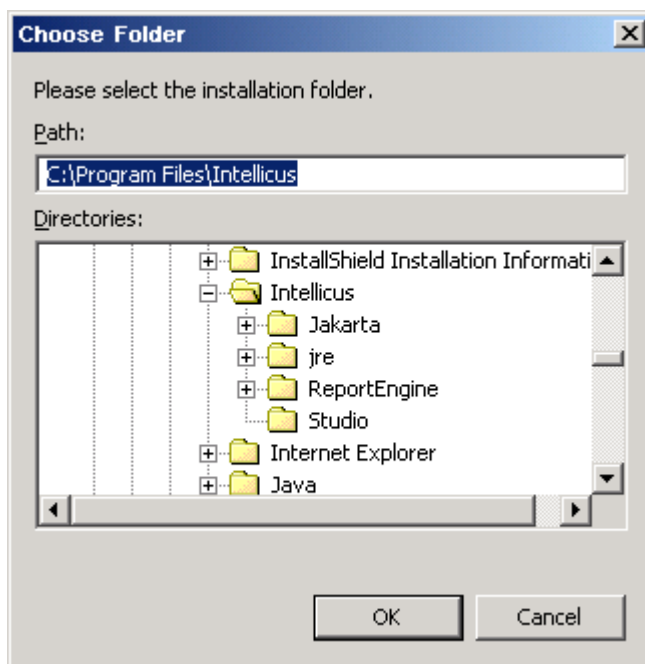 Choose Folder
Please select the installation folder.
Path:
C:\Program Files\Intellicus
Directories:
InstallShield Installation Informati
Intellicus
Jakarta
jre
ReportEngine
Studio
Internet Explorer
Java
OK
Cancel